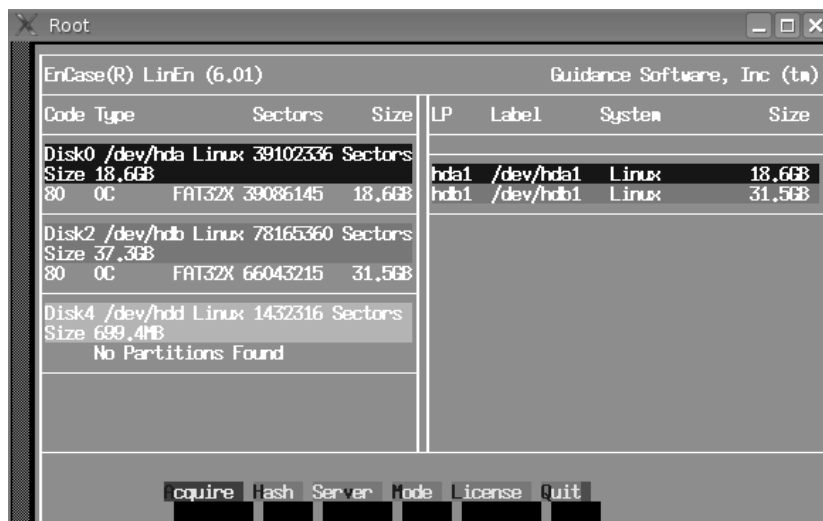 Root
EnCase(R) LinEn (6.01) Guidance Software, Inc (tm)
Code Type Sectors Size
Disk0 /dev/hda Linux 39102336 Sectors
Size 18.6GB
80 0C FAT32X 39086145 18.6GB
Disk2 /dev/hdb Linux 78165360 Sectors
Size 37.3GB
80 0C FAT32X 66043215 31.5GB
Disk4 /dev/hdd Linux 1432316 Sectors
Size 699.4MB
No Partitions Found
LP Label System Size
hda1 /dev/hda1 Linux 18.6GB
hdb1 /dev/hdb1 Linux 31.5GB
Acquire Hash Server Mode License Quit